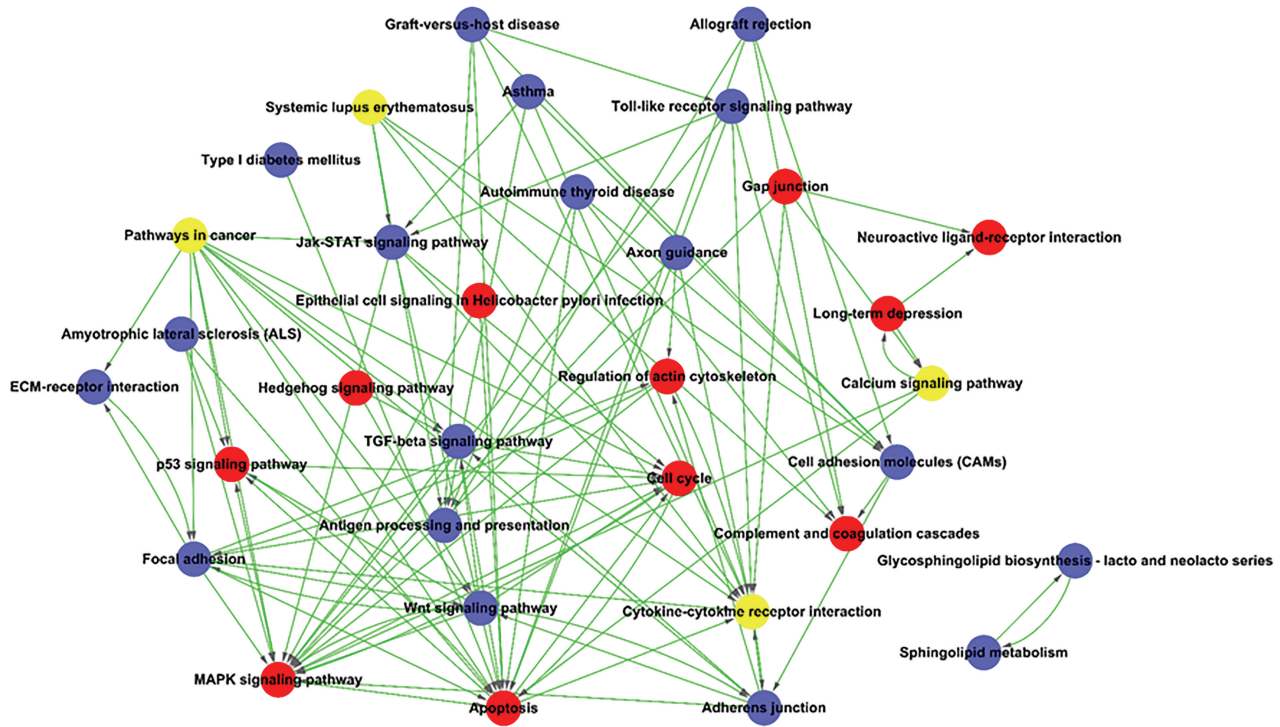 Graft-versus-host disease
Allograft rejection
Asthma
Systemic lupus erythematosus
Toll-like receptor signaling pathway
Type I diabetes mellitus
Autoimmune thyroid disease
Gap junction
Pathways in cancer
Jak-STAT signaling pathway
Neuroactive ligand-receptor interaction
Axon guidance
Epithelial cell signaling in Helicobacter pylori infection
Long-term depression
Amyotrophic lateral sclerosis (ALS)
Regulation of actin cytoskeleton
Calcium signaling pathway
ECM-receptor interaction
Hedgehog signaling pathway
TGF-beta signaling pathway
p53 signaling pathway
Cell adhesion molecules (CAMs)
Cell cycle
Antigen processing and presentation
Complement and coagulation cascades
Focal adhesion
Glycosphingolipid biosynthesis - lacto and neolacto series
Wnt signaling pathway
Cytokine-cytokine receptor interaction
Sphingolipid metabolism
MAPK signaling pathway
Apoptosis
Adherens junction